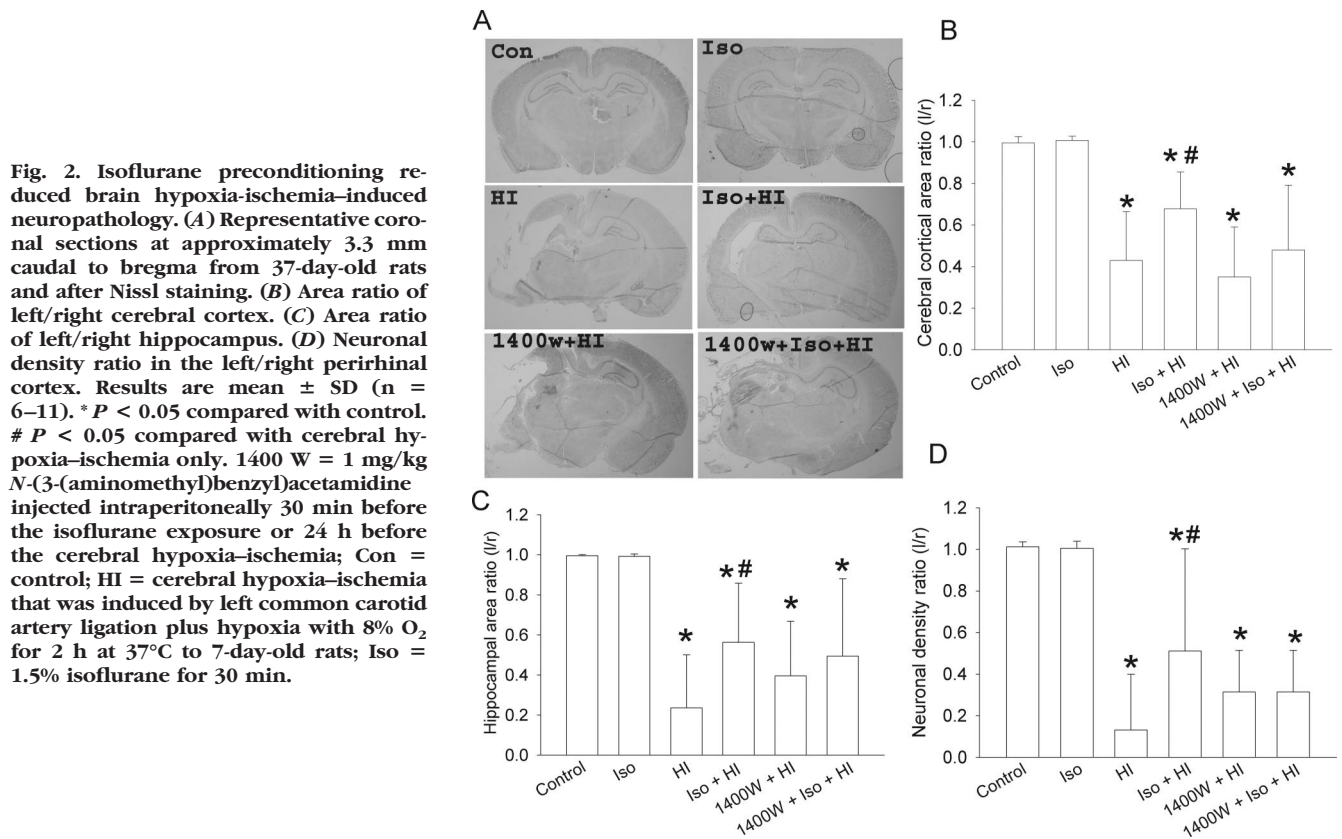 Fig. 2. Isoflurane preconditioning re-
duced brain hypoxia-ischemia–induced
neuropathology. (A) Representative coro-
nal sections at approximately 3.3 mm
caudal to bregma from 37-day-old rats
and after Nissl staining. (B) Area ratio of
left/right cerebral cortex. (C) Area ratio
of left/right hippocampus. (D) Neuronal
density ratio in the left/right perirhinal
cortex. Results are mean ± SD (n =
6–11). * P < 0.05 compared with control.
# P < 0.05 compared with cerebral hy-
poxia–ischemia only. 1400 W = 1 mg/kg
N-(3-(aminomethyl)benzyl)acetamidine
injected intraperitoneally 30 min before
the isoflurane exposure or 24 h before
the cerebral hypoxia–ischemia; Con =
control; HI = cerebral hypoxia–ischemia
that was induced by left common carotid
artery ligation plus hypoxia with 8% O₂
for 2 h at 37°C to 7-day-old rats; Iso =
1.5% isoflurane for 30 min.
A
Con
Iso
HI
Iso+HI
1400w+HI
1400w+Iso+HI
B
Cerebral cortical area ratio (l/r)
1.2
1.0
0.8
0.6
0.4
0.2
0.0
*
* #
*
*
Control
Iso
HI
Iso + HI
1400W + HI
1400W + Iso + HI
C
Hippocampal area ratio (l/r)
1.2
1.0
0.8
0.6
0.4
0.2
0.0
*
*#
*
*
Control
Iso
HI
Iso + HI
1400W + HI
1400W + Iso + HI
D
Neuronal density ratio (l/r)
1.2
1.0
0.8
0.6
0.4
0.2
0.0
*
*#
*
*
Control
Iso
HI
Iso + HI
1400W + HI
1400W + Iso + HI